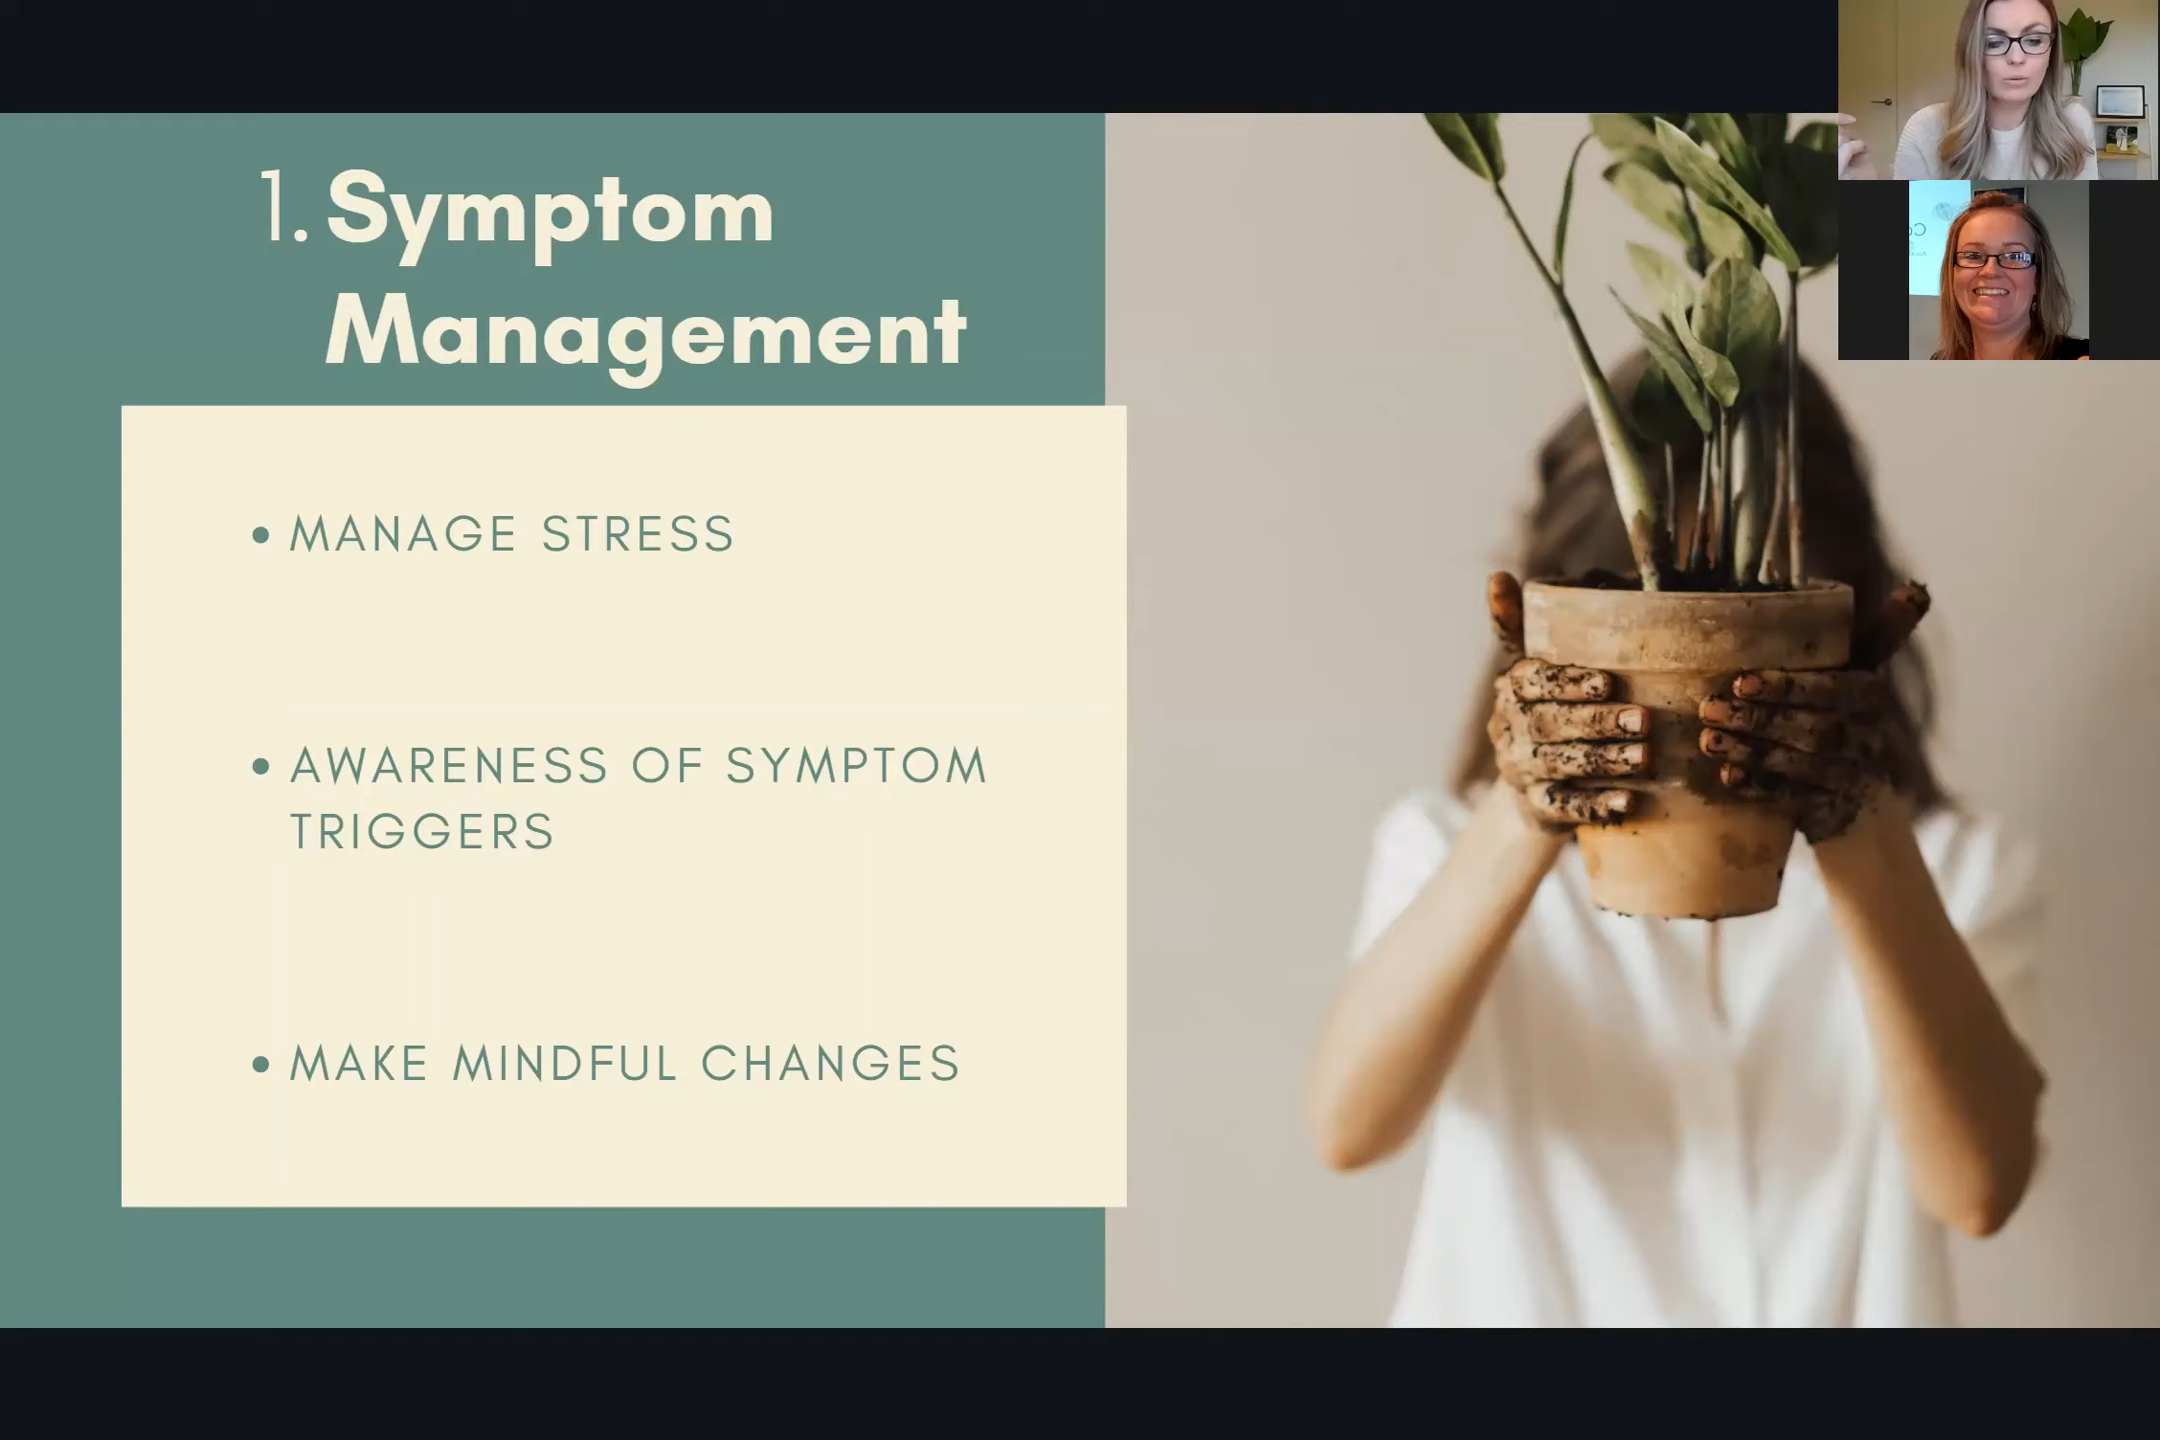 1. Symptom
Management
• MANAGE STRESS
• AWARENESS OF SYMPTOM
TRIGGERS
• MAKE MINDFUL CHANGES